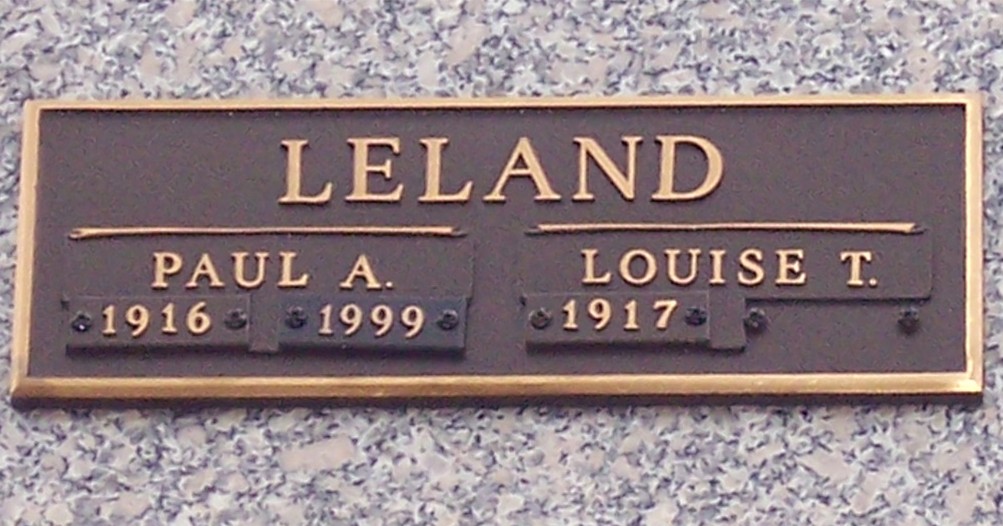 LELAND
PAUL A.
1916 1999
LOUISE T.
1917